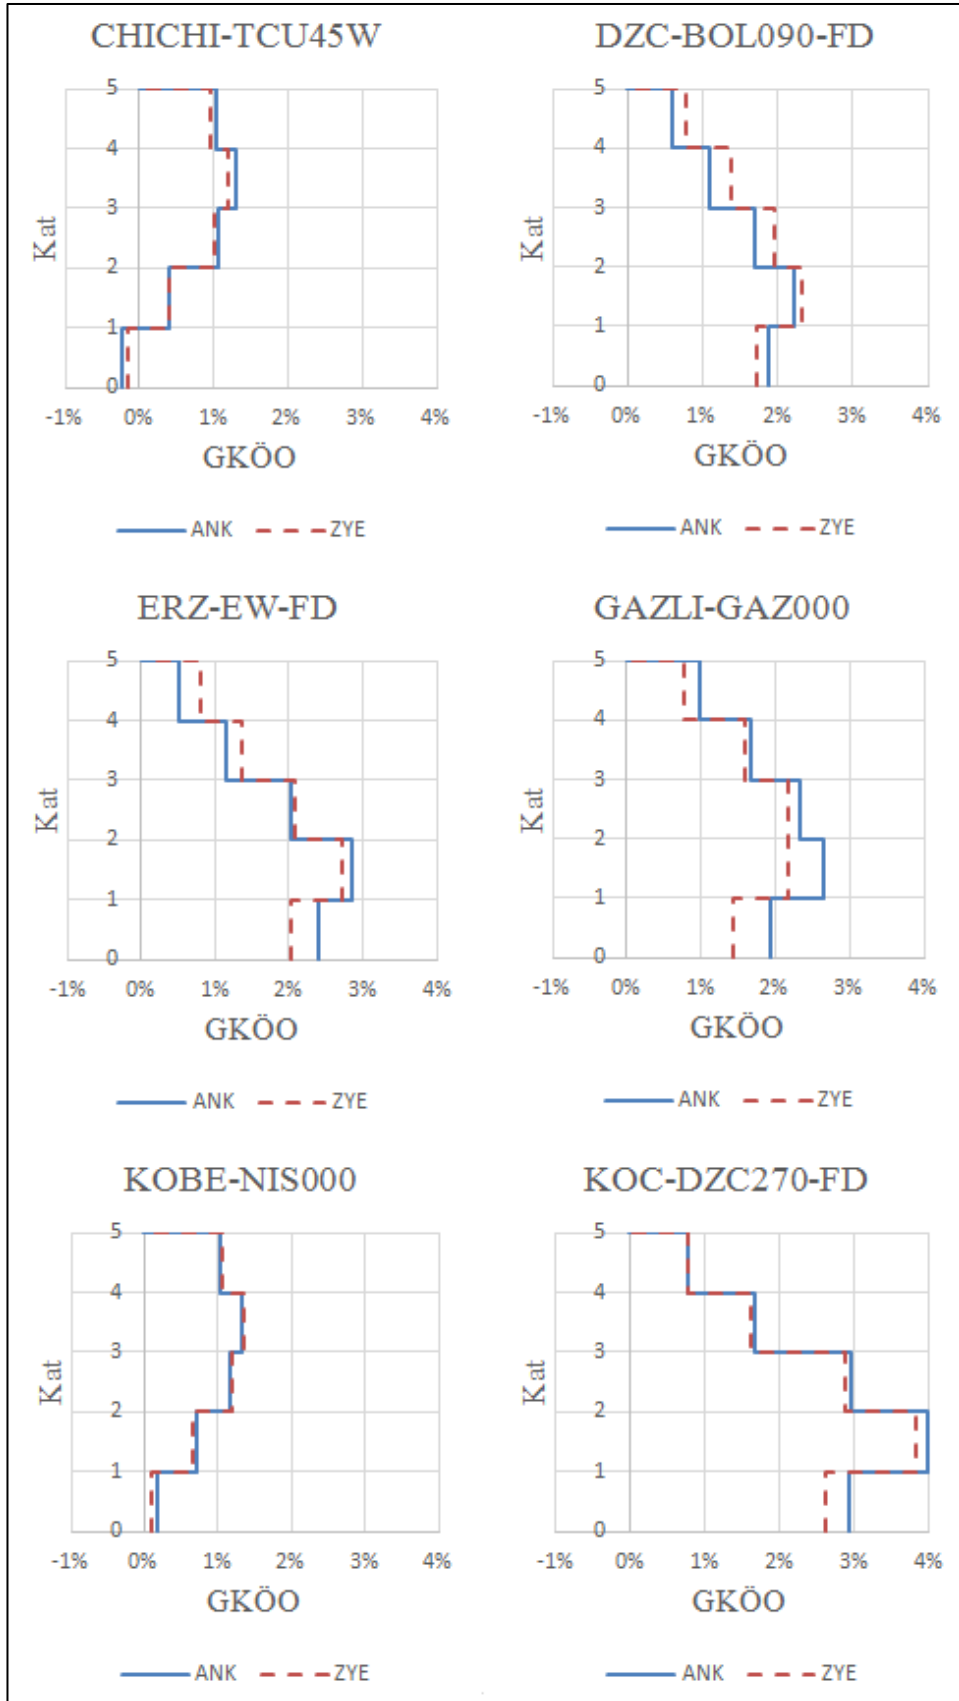 CHICHI-TCU45W
5
4
3
2
1
0
Kat
-1% 0% 1% 2% 3% 4%
GKÖO
ANK ZYE
DZC-BOL090-FD
5
4
3
2
1
0
Kat
-1% 0% 1% 2% 3% 4%
GKÖO
ANK ZYE
ERZ-EW-FD
5
4
3
2
1
0
Kat
-1% 0% 1% 2% 3% 4%
GKÖO
ANK ZYE
GAZLI-GAZ000
5
4
3
2
1
0
Kat
-1% 0% 1% 2% 3% 4%
GKÖO
ANK ZYE
KOBE-NIS000
5
4
3
2
1
0
Kat
-1% 0% 1% 2% 3% 4%
GKÖO
ANK ZYE
KOC-DZC270-FD
5
4
3
2
1
0
Kat
-1% 0% 1% 2% 3% 4%
GKÖO
ANK ZYE